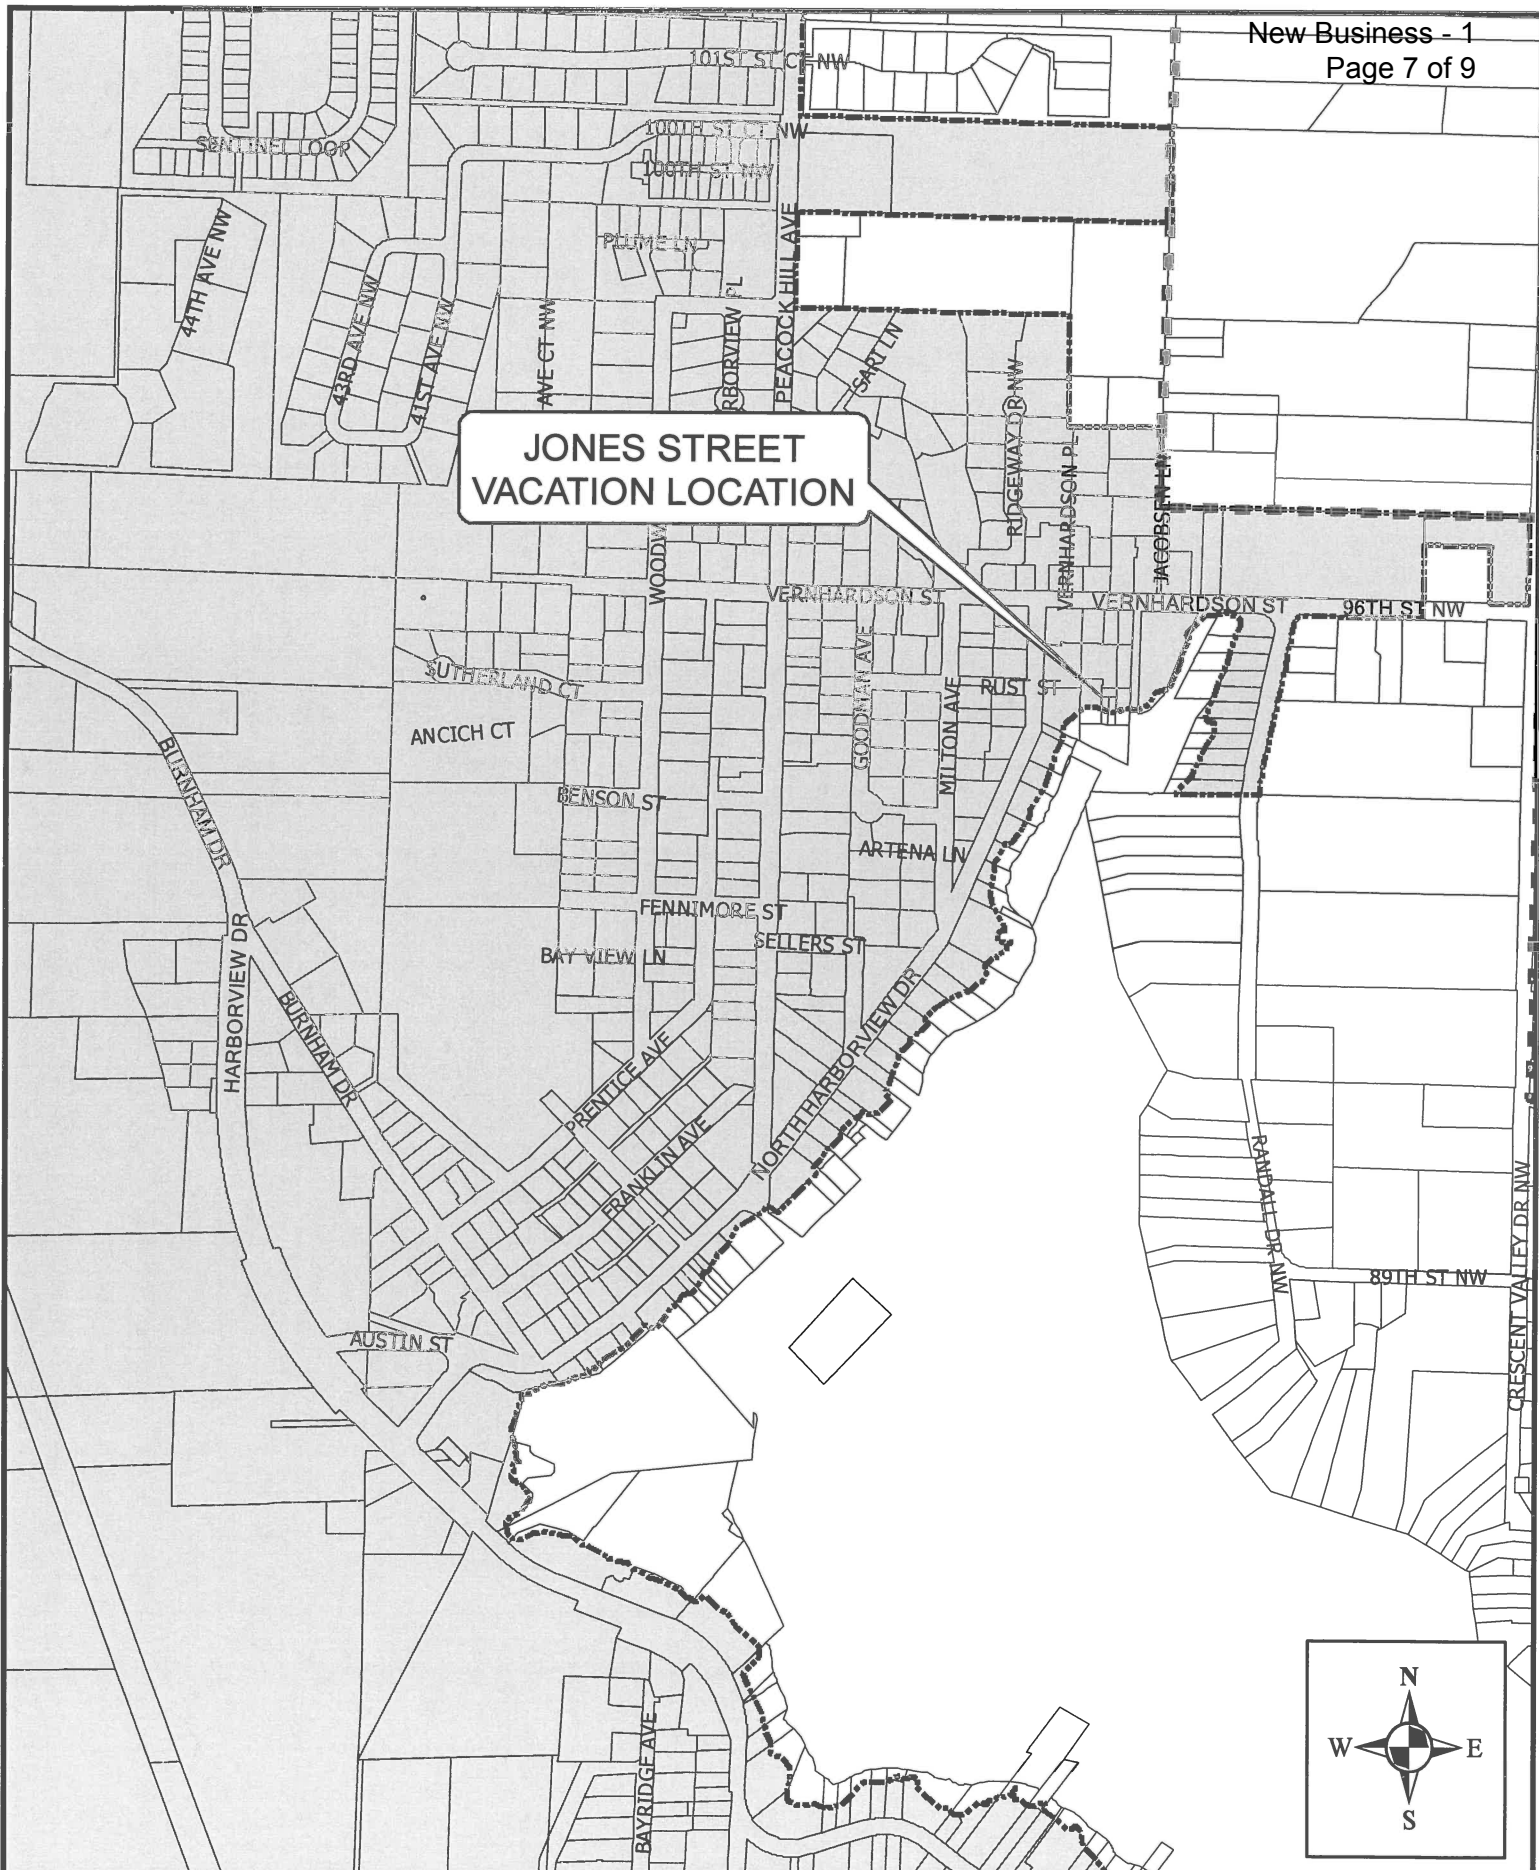 New Business - 1
Page 7 of 9
101ST ST CT NW
100TH ST CT NW
100TH ST NW
SENTINEL LOOP
PLUME LN
44TH AVE NW
43RD AVE NW
41ST AVE NW
AVE CT NW
RBORVIEW PL
PEACOCK HILL AVE
SARI LN
RIDGEWAY DR NW
VERNHARDSON PL
JACOBSEN LN
JONES STREET
VACATION LOCATION
WOODW
VERNHARDSON ST
VERNHARDSON ST
96TH ST NW
SUTHERLAND CT
GOODMAN AVE
MILTON AVE
RUST ST
ANCICH CT
BURNHAM DR
BENSON ST
ARTENA LN
FENNIMORE ST
SELLERS ST
BAY VIEW LN
HARBORVIEW DR
BURNHAM DR
PRENTICE AVE
FRANKLIN AVE
NORTH HARBORVIEW DR
RANDALL DR NW
89TH ST NW
CRESCENT VALLEY DR NW
AUSTIN ST
BAYRIDGE AVE
N
W E
S